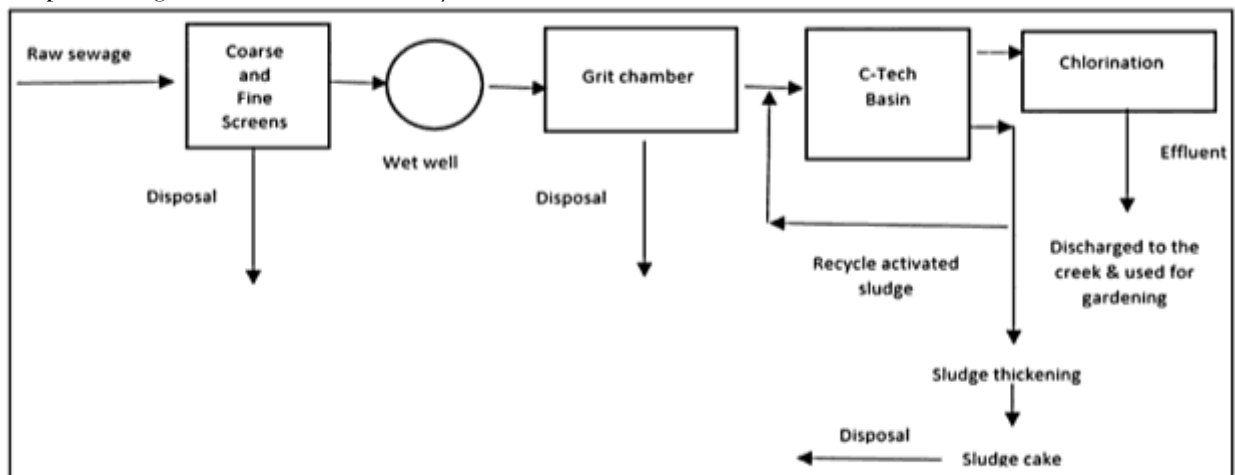 Raw sewage
Coarse
and
Fine
Screens
Disposal
Wet well
Grit chamber
Disposal
C-Tech
Basin
Recycle activated
sludge
Chlorination
Effluent
Discharged to the
creek & used for
gardening
Sludge thickening
Sludge cake
Disposal